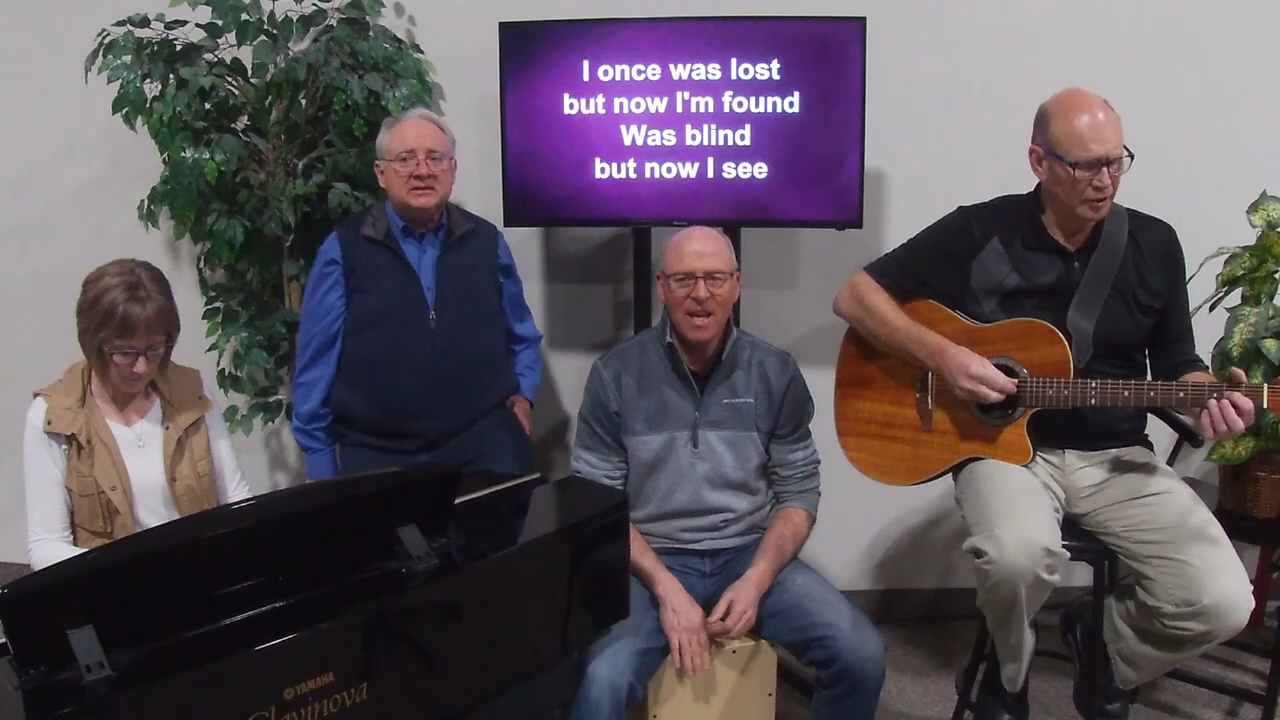 I once was lost
but now I'm found
Was blind
but now I see
YAMAHA
Clavinova